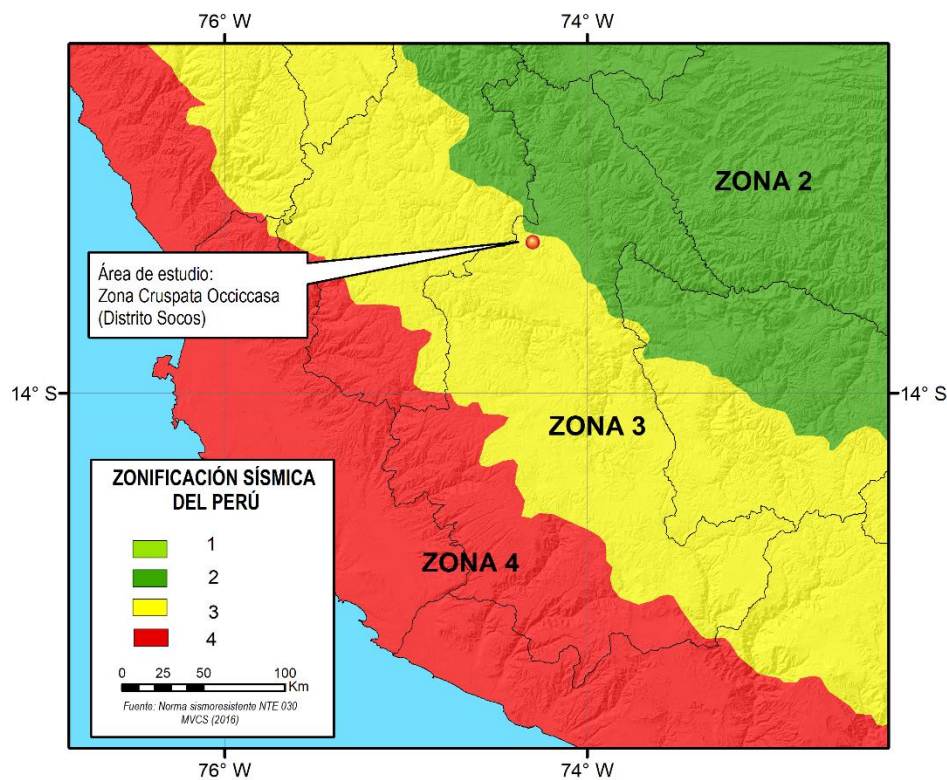 76° W
74° W
ZONA 2
Área de estudio:
Zona Cruspata Occiccasa
(Distrito Socos)
14° S
14° S
ZONA 3
ZONIFICACIÓN SÍSMICA
DEL PERÚ
1
2
3
4
0 25 50 100
Km
Fuente: Norma sismoresistente NTE 030
MVCS (2016)
ZONA 4
76° W
74° W